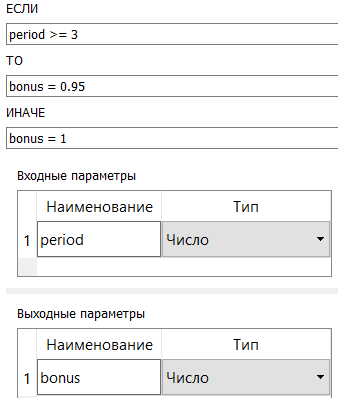 ЕСЛИ
period >= 3
ТО
bonus = 0.95
ИНАЧЕ
bonus = 1
Входные параметры
Наименование Тип
1 period Число
Выходные параметры
Наименование Тип
1 bonus Число